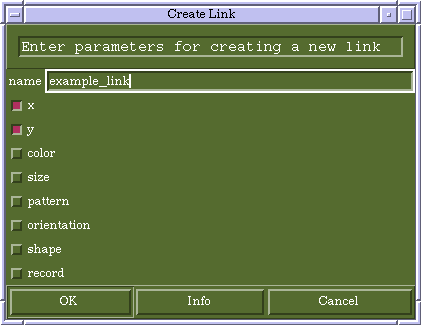 Create Link
Enter parameters for creating a new link
name example_link
x
y
color
size
pattern
orientation
shape
record
OK Info Cancel